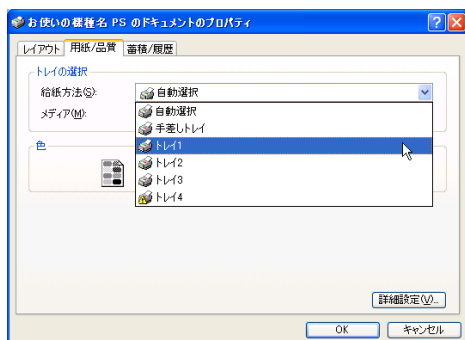 お使いの機種名 PS のドキュメントのプロパティ
レイアウト 用紙/品質 蓄積/履歴
トレイの選択
給紙方法(S): 自動選択
メディア(M): 自動選択
手差しトレイ
トレイ1
色
トレイ2
トレイ3
トレイ4
詳細設定(V)...
OK キャンセル